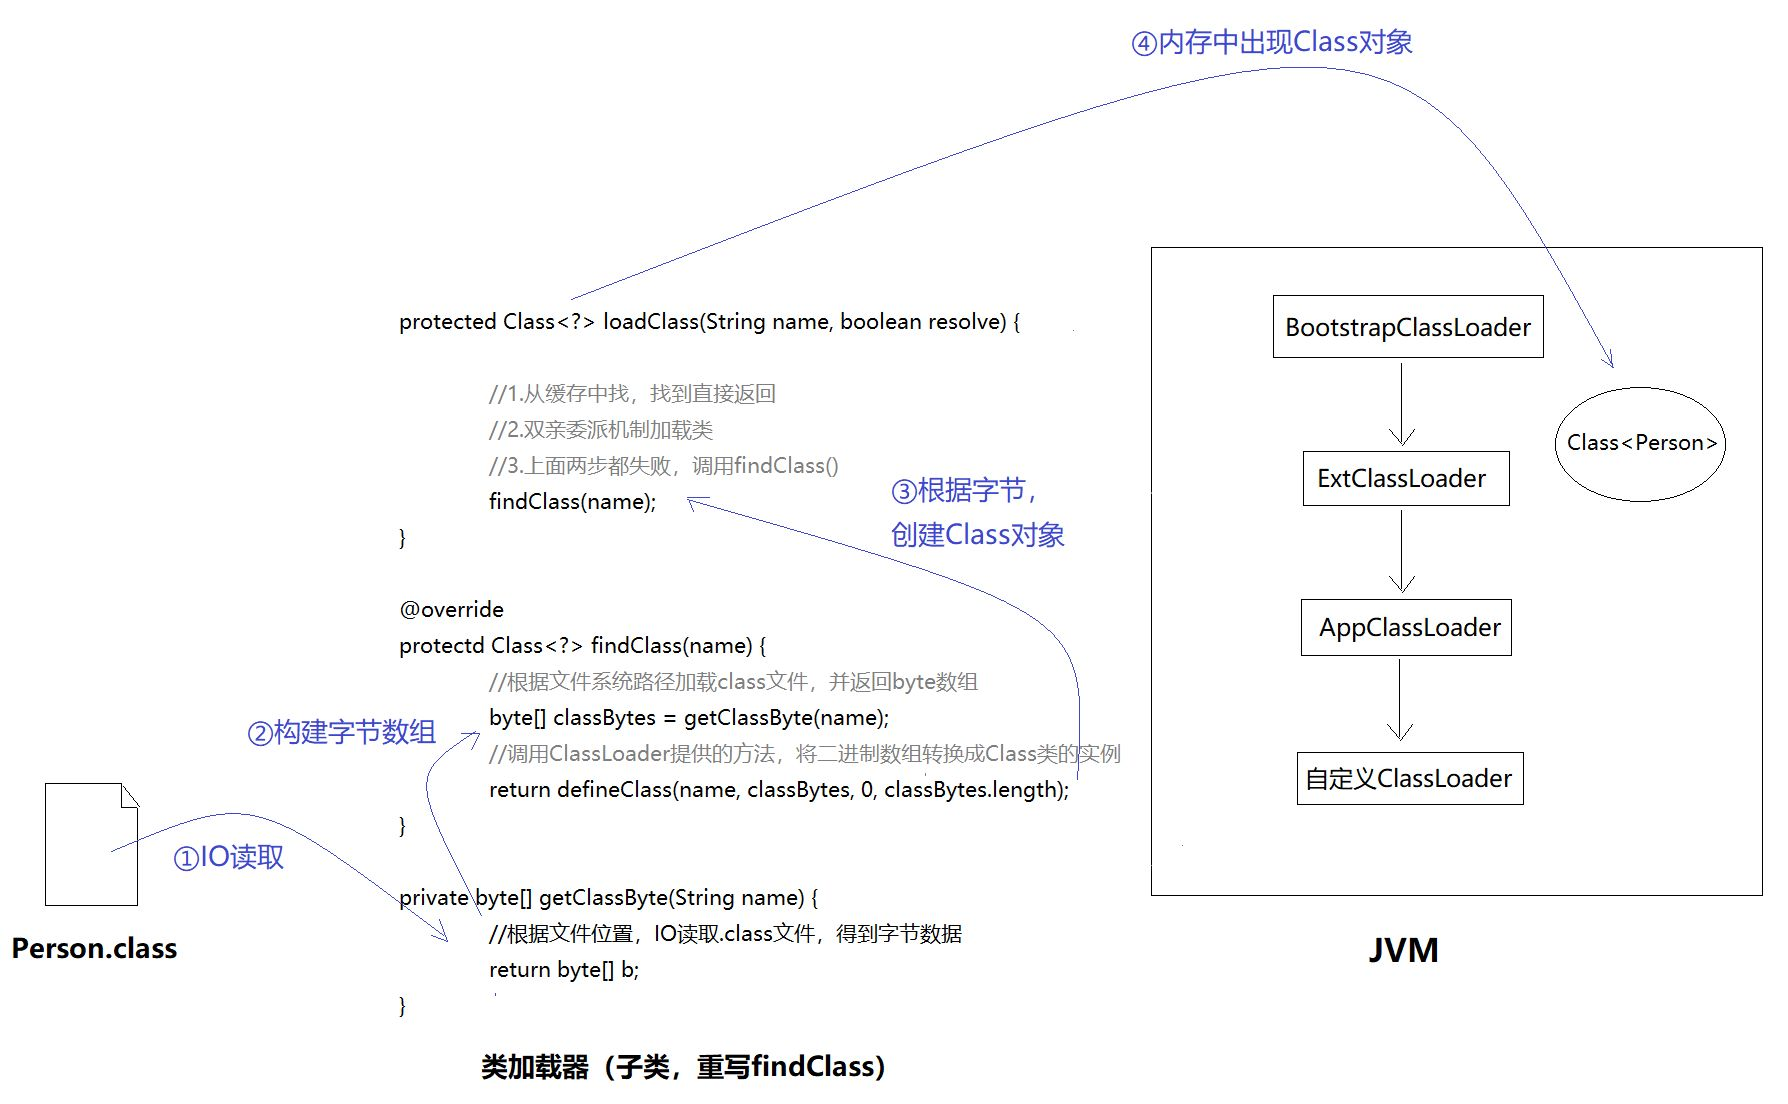 ④内存中出现Class对象
protected Class<?> loadClass(String name, boolean resolve) {
//1.从缓存中找，找到直接返回
//2.双亲委派机制加载类
//3.上面两步都失败，调用findClass()
findClass(name);
}
③根据字节，
创建Class对象
@override
protectd Class<?> findClass(name) {
//根据文件系统路径加载class文件，并返回byte数组
byte[] classBytes = getClassByte(name);
//调用ClassLoader提供的方法，将二进制数组转换成Class类的实例
return defineClass(name, classBytes, 0, classBytes.length);
}
②构建字节数组
①IO读取
private byte[] getClassByte(String name) {
//根据文件位置，IO读取.class文件，得到字节数据
return byte[] b;
}
Person.class
类加载器（子类，重写findClass）
BootstrapClassLoader
Class<Person>
ExtClassLoader
AppClassLoader
自定义ClassLoader
JVM